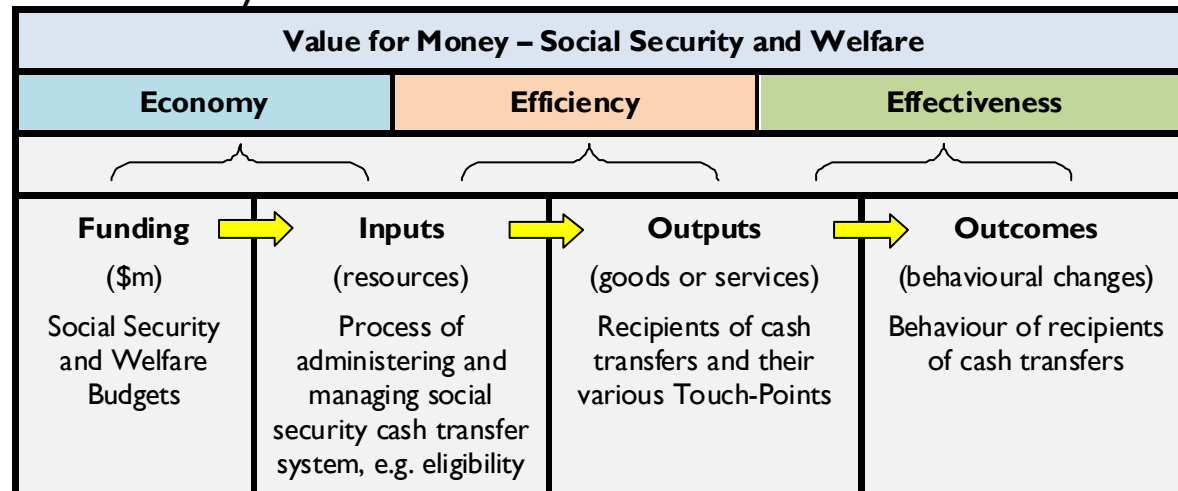 Value for Money – Social Security and Welfare
Economy
Efficiency
Effectiveness
Funding
($m)
Social Security
and Welfare
Budgets
Inputs
(resources)
Process of
administering and
managing social
security cash transfer
system, e.g. eligibility
Outputs
(goods or services)
Recipients of cash
transfers and their
various Touch-Points
Outcomes
(behavioural changes)
Behaviour of recipients
of cash transfers